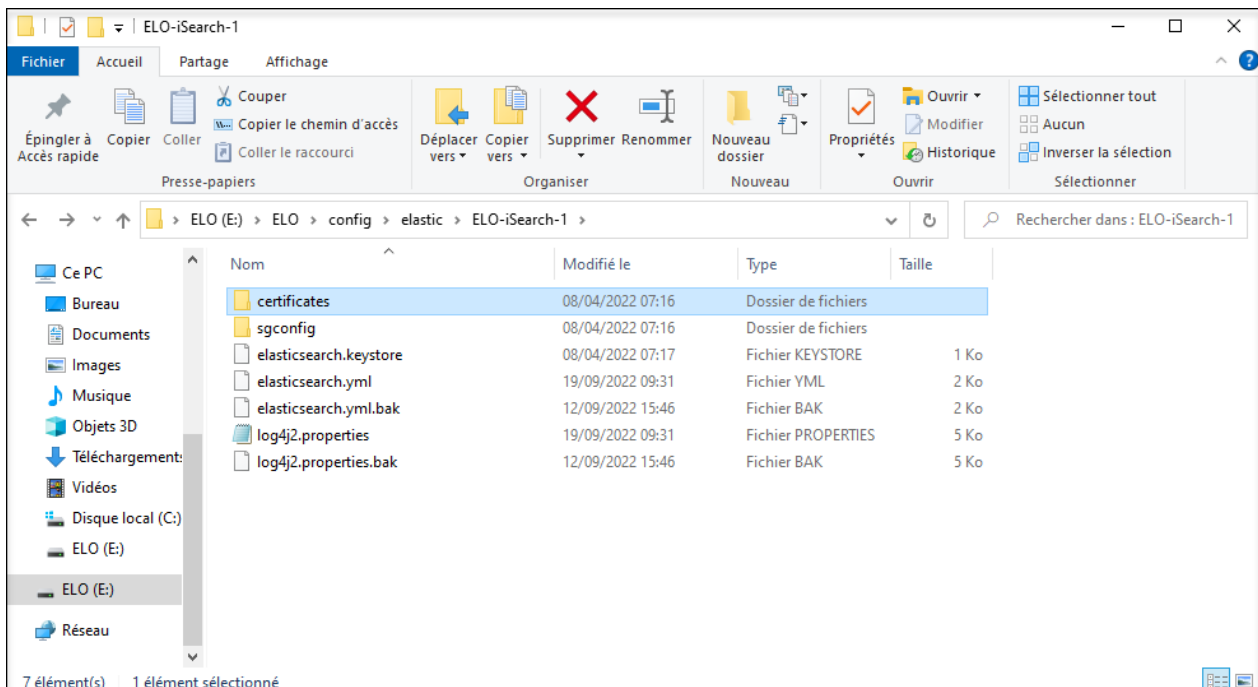 ELO-iSearch-1
Fichier Accueil Partage Affichage
Épingler à Accès rapide
Copier
Coller
Couper
Copier le chemin d'accès
Coller le raccourci
Déplacer vers
Copier vers
Supprimer
Renommer
Nouveau dossier
Propriétés
Ouvrir
Modifier
Historique
Sélectionner tout
Aucun
Inverser la sélection
Presse-papiers Organiser Nouveau Ouvrir Sélectionner
ELO (E:) > ELO > config > elastic > ELO-iSearch-1 >
Rechercher dans : ELO-iSearch-1
Ce PC
Bureau
Documents
Images
Musique
Objets 3D
Téléchargements
Vidéos
Disque local (C:)
ELO (E:)
ELO (E:)
Réseau
Nom Modifié le Type Taille
certificates 08/04/2022 07:16 Dossier de fichiers
sgconfig 08/04/2022 07:16 Dossier de fichiers
elasticsearch.keystore 08/04/2022 07:17 Fichier KEYSTORE 1 Ko
elasticsearch.yml 19/09/2022 09:31 Fichier YML 2 Ko
elasticsearch.yml.bak 12/09/2022 15:46 Fichier BAK 2 Ko
log4j2.properties 19/09/2022 09:31 Fichier PROPERTIES 5 Ko
log4j2.properties.bak 12/09/2022 15:46 Fichier BAK 5 Ko
7 élément(s) 1 élément sélectionné